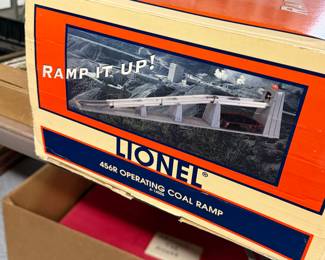 RAMP IT UP!
LIONEL®
456R OPERATING COAL RAMP